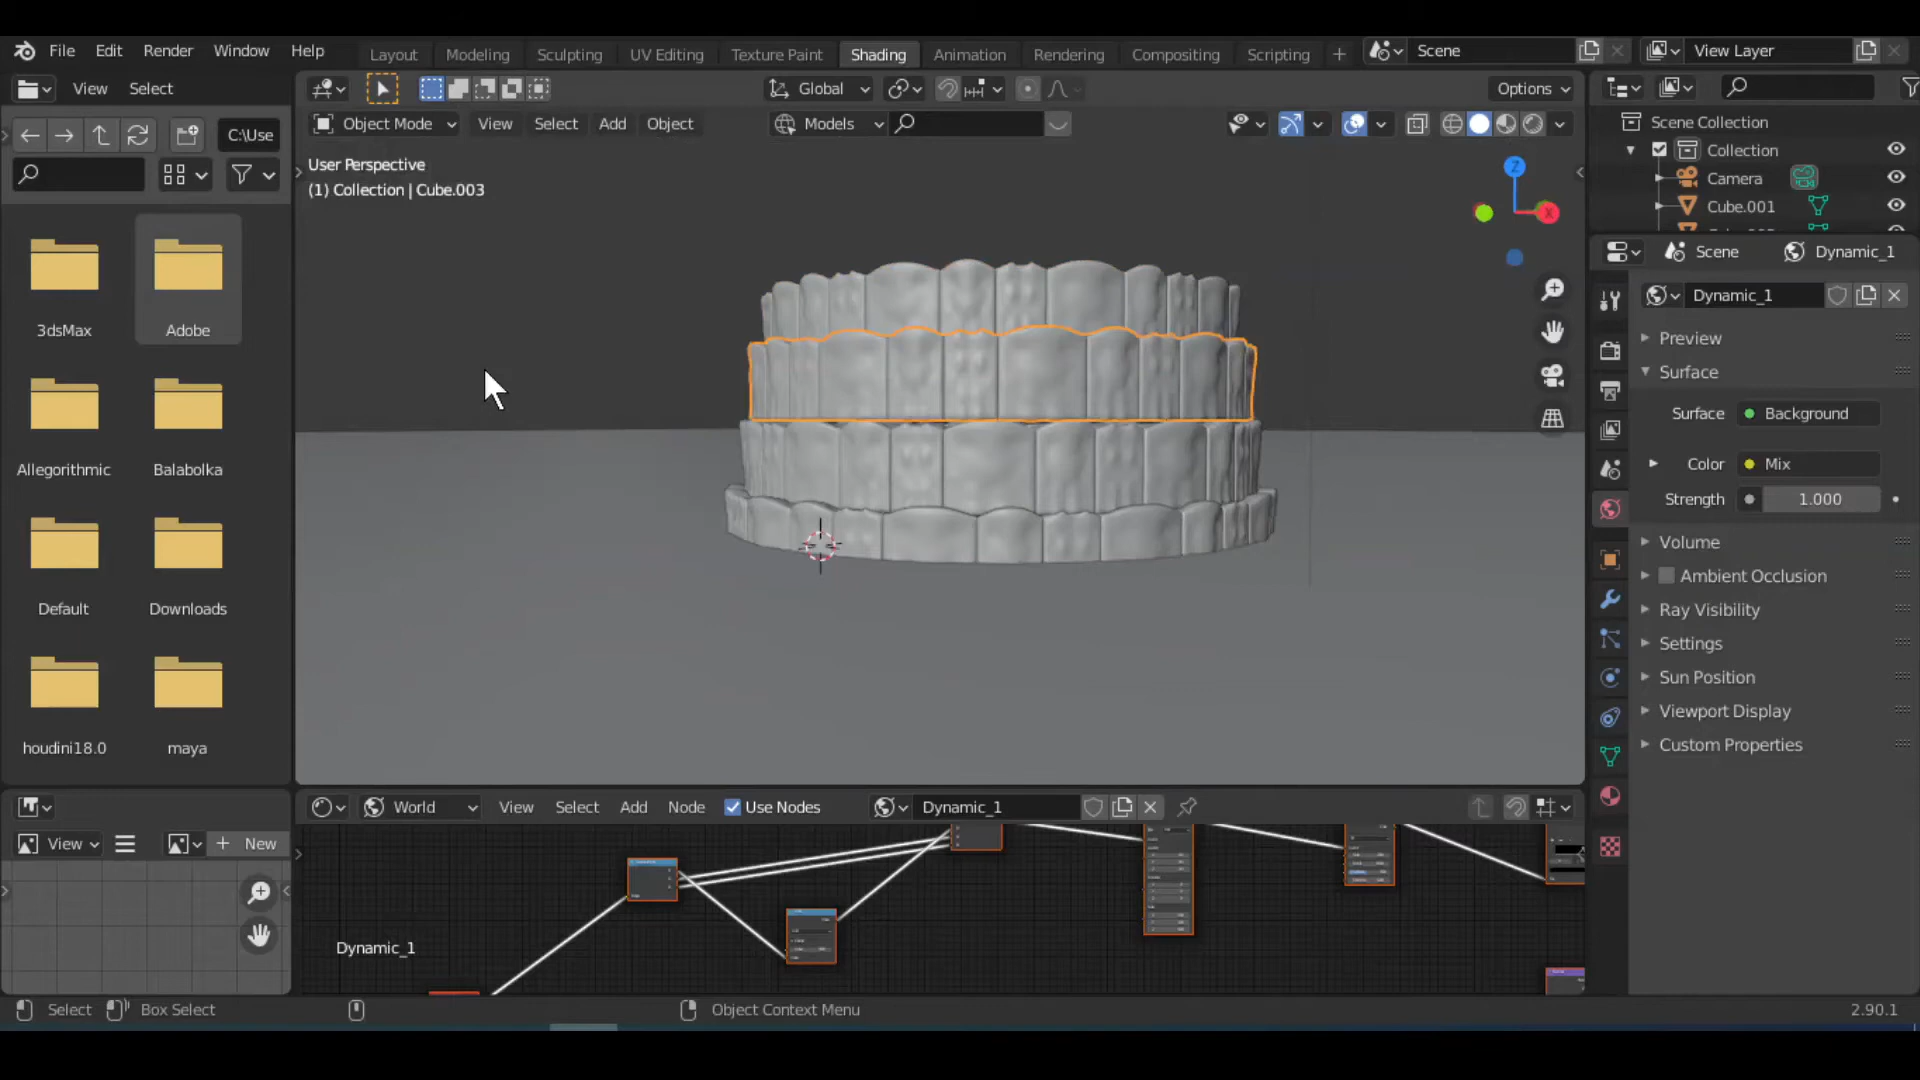 File Edit Render Window Help Layout Modeling Sculpting UV Editing Texture Paint Shading Animation Rendering Compositing Scripting + Scene View Layer
View Select Global Options
C:\Use Object Mode View Select Add Object Models Scene Collection
Collection
User Perspective
(1) Collection | Cube.003
Z
X
Camera
Cube.001
Scene Dynamic_1
Dynamic_1
3dsMax Adobe
Preview
Surface
Surface Background
Allegorithmic Balabolka
Color Mix
Strength 1.000
Volume
Ambient Occlusion
Default Downloads
Ray Visibility
Settings
Sun Position
Viewport Display
houdini18.0 maya
Custom Properties
World View Select Add Node Use Nodes Dynamic_1
View New
Dynamic_1
Select Box Select Object Context Menu 2.90.1